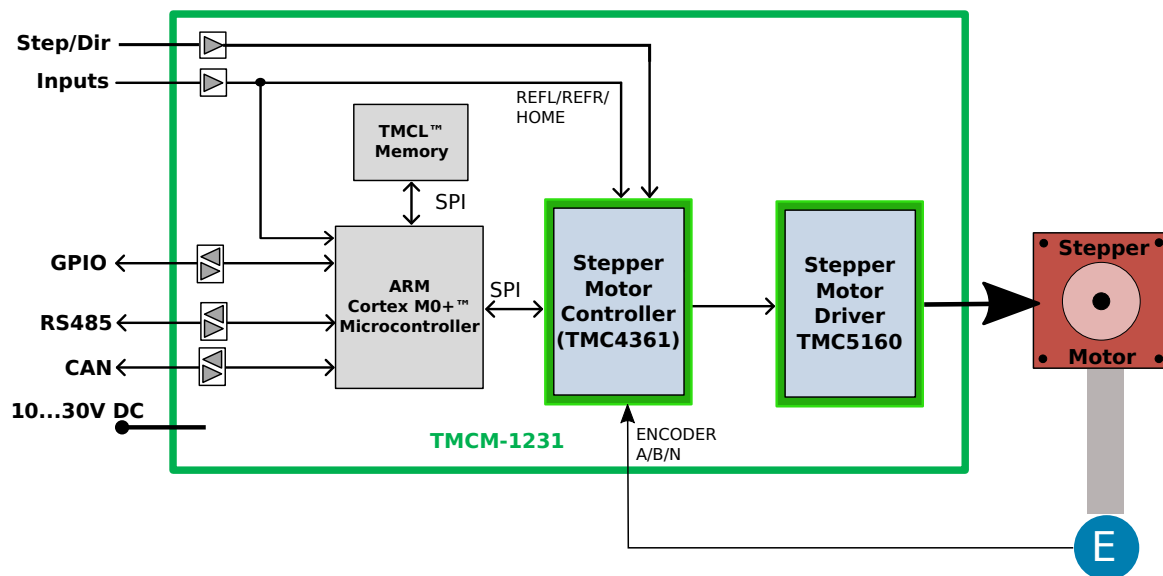 Step/Dir
Inputs
REFL/REFR/
HOME
TMCL™
Memory
SPI
GPIO
RS485
CAN
10...30V DC
ARM
Cortex M0+™
Microcontroller
SPI
Stepper
Motor
Controller
(TMC4361)
Stepper
Motor
Driver
TMC5160
Stepper
Motor
TMCM-1231
ENCODER
A/B/N
E